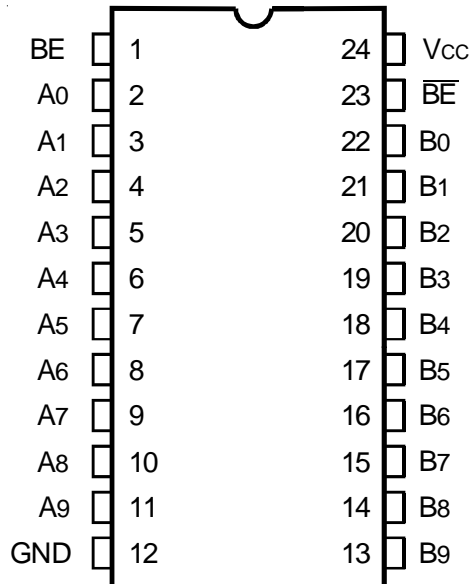 BE 1 24 Vcc
A0 2 23 B̅E̅
A1 3 22 B0
A2 4 21 B1
A3 5 20 B2
A4 6 19 B3
A5 7 18 B4
A6 8 17 B5
A7 9 16 B6
A8 10 15 B7
A9 11 14 B8
GND 12 13 B9